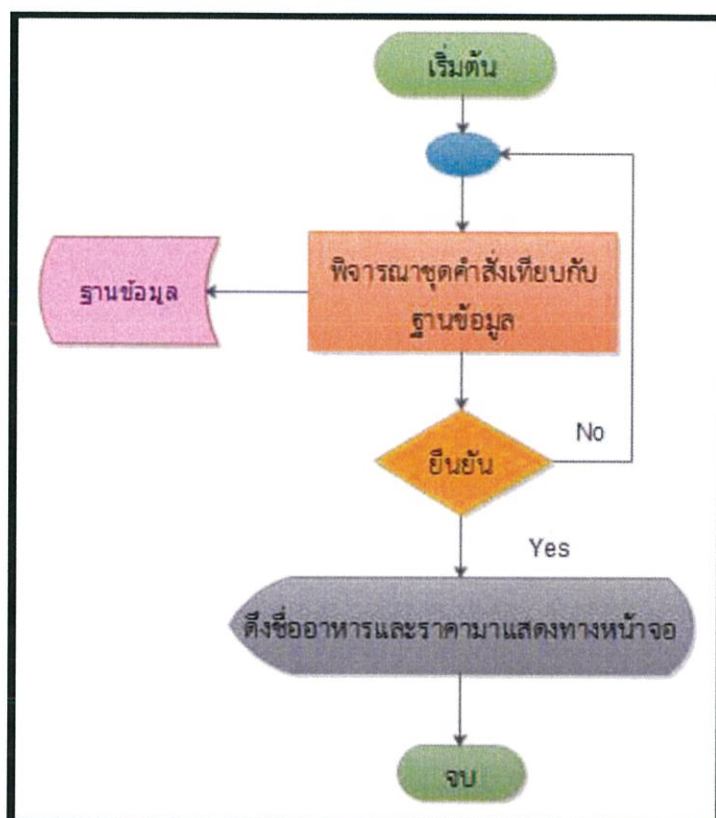 เริ่มต้น
พิจารณาชุดคำสั่งเทียบกับ
ฐานข้อมูล
ฐานข้อมูล
ยืนยัน
No
Yes
ดึงชื่ออาหารและราคามาแสดงทางหน้าจอ
จบ